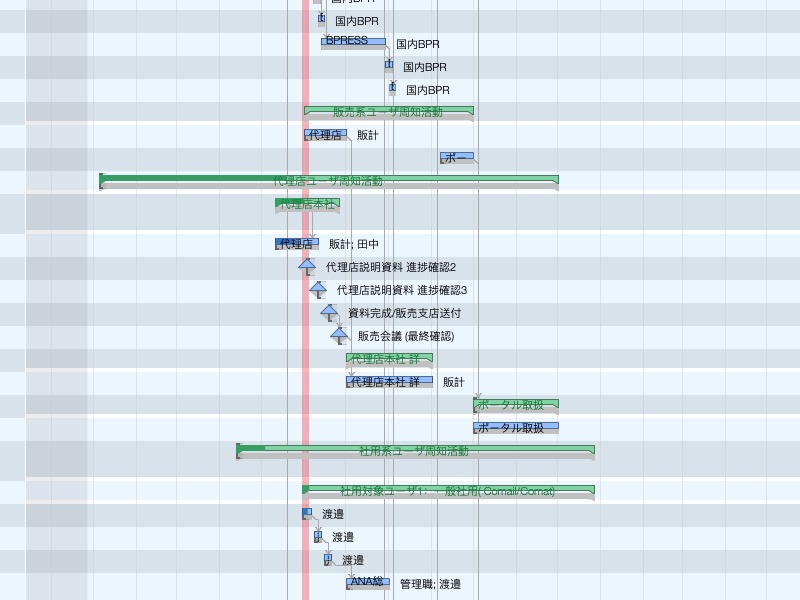 国内BPR
国内BPR
BPRESS 国内BPR
国内BPR
国内BPR
販売系ユーザ周知活動
代理店 販計
ポー
代理店ユーザ周知活動
代理店本社
代理店 販計; 田中
代理店説明資料 進捗確認2
代理店説明資料 進捗確認3
資料完成/販売支店送付
販売会議 (最終確認)
代理店本社 詳
代理店本社 詳 販計
ポータル取扱
ポータル取扱
社用系ユーザ周知活動
社用対象ユーザ1: 一般社用( Comail/Comat)
渡邉
渡邉
渡邉
ANA総 管理職; 渡邉